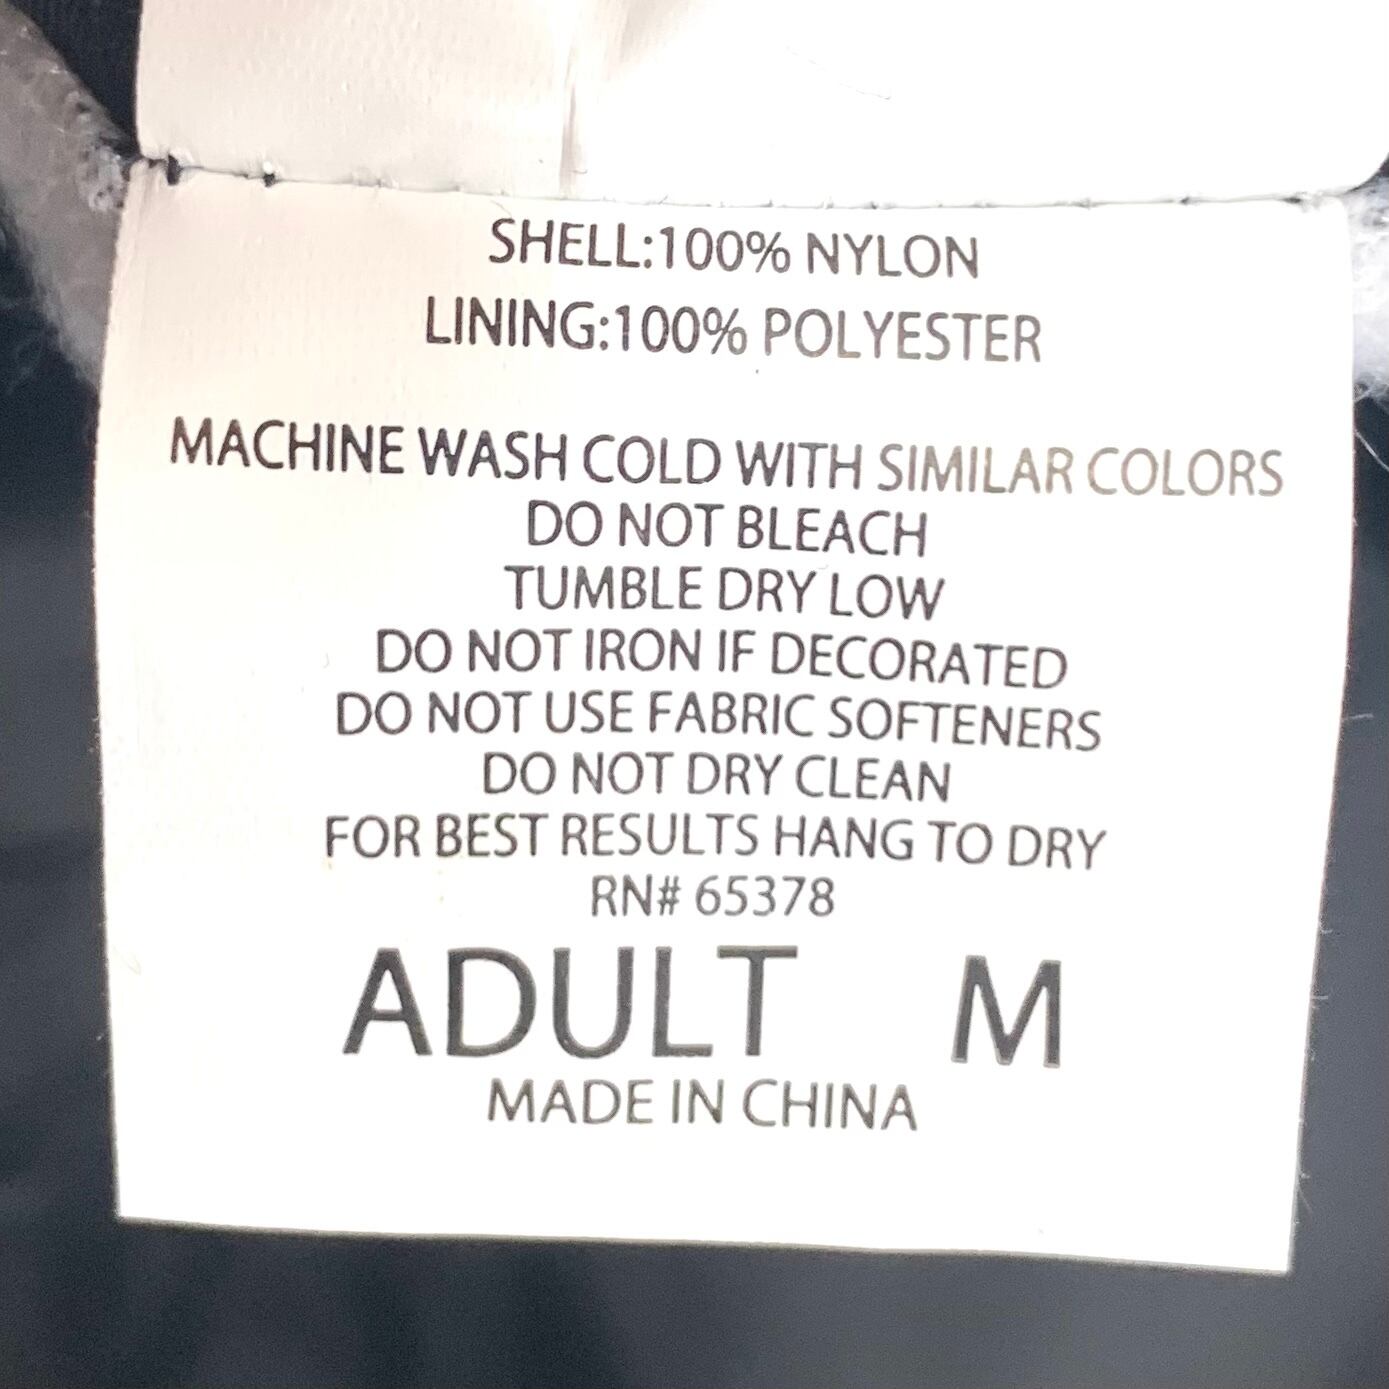 SHELL:100% NYLON
LINING:100% POLYESTER
MACHINE WASH COLD WITH SIMILAR COLORS
DO NOT BLEACH
TUMBLE DRY LOW
DO NOT IRON IF DECORATED
DO NOT USE FABRIC SOFTENERS
DO NOT DRY CLEAN
FOR BEST RESULTS HANG TO DRY
RN# 65378
ADULT M
MADE IN CHINA